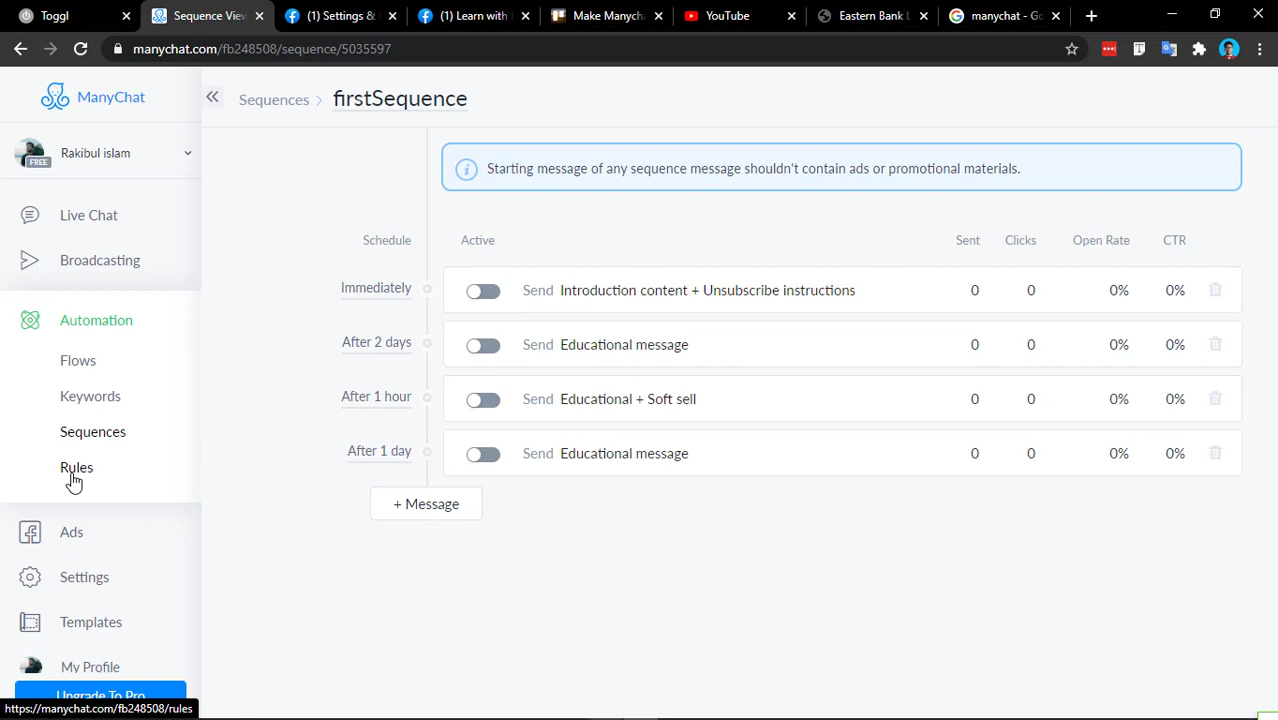 Toggl
Sequence View
(1) Settings &
(1) Learn with
Make Manych
YouTube
Eastern Bank L
manychat - Go
manychat.com/fb248508/sequence/5035597
ManyChat
Sequences
firstSequence
Rakibul islam
FREE
Starting message of any sequence message shouldn't contain ads or promotional materials.
Live Chat
Broadcasting
Automation
Flows
Keywords
Sequences
Rules
Ads
Settings
Templates
My Profile
Upgrade To Pro
Schedule Active Sent Clicks Open Rate CTR
Immediately Send Introduction content + Unsubscribe instructions 0 0 0% 0%
After 2 days Send Educational message 0 0 0% 0%
After 1 hour Send Educational + Soft sell 0 0 0% 0%
After 1 day Send Educational message 0 0 0% 0%
+ Message
https://manychat.com/fb248508/rules